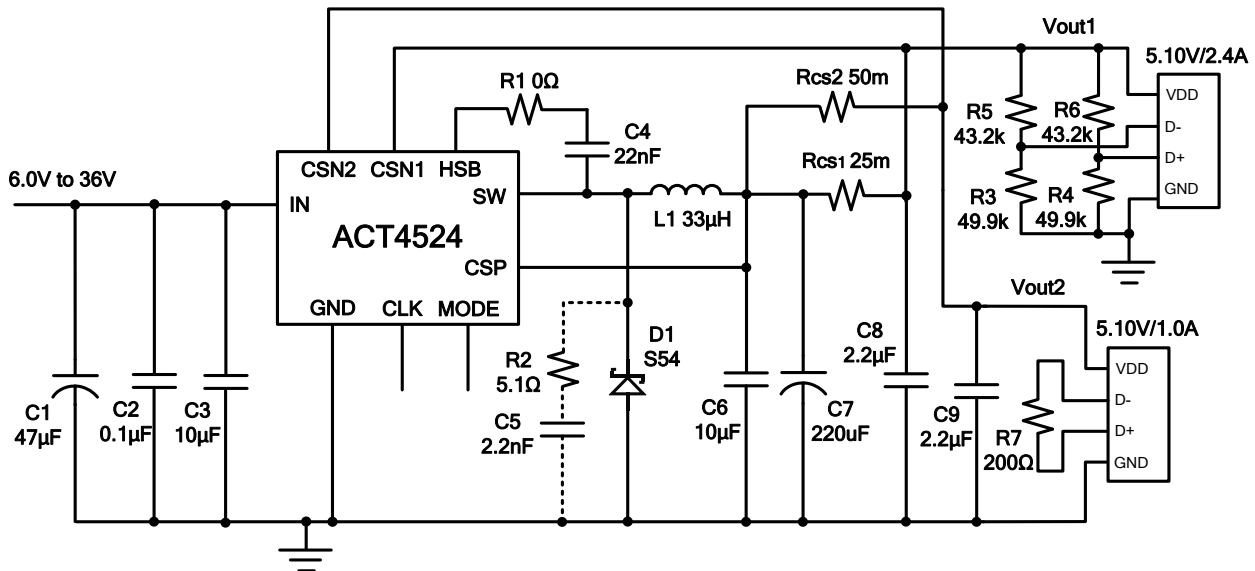 Vout1
5.10V/2.4A
R1 0Ω
Rcs2 50m
VDD
R5
43.2k
R6
43.2k
D-
C4
22nF
CSN2
CSN1
HSB
Rcs1 25m
D+
6.0V to 36V
GND
IN
SW
R3
49.9k
R4
49.9k
L1 33µH
ACT4524
CSP
Vout2
GND
CLK
MODE
5.10V/1.0A
D1
S54
C8
2.2µF
R2
5.1Ω
VDD
C1
47µF
C2
0.1µF
C3
10µF
C5
2.2nF
C6
10µF
C7
220uF
C9
2.2µF
D-
R7
200Ω
D+
GND